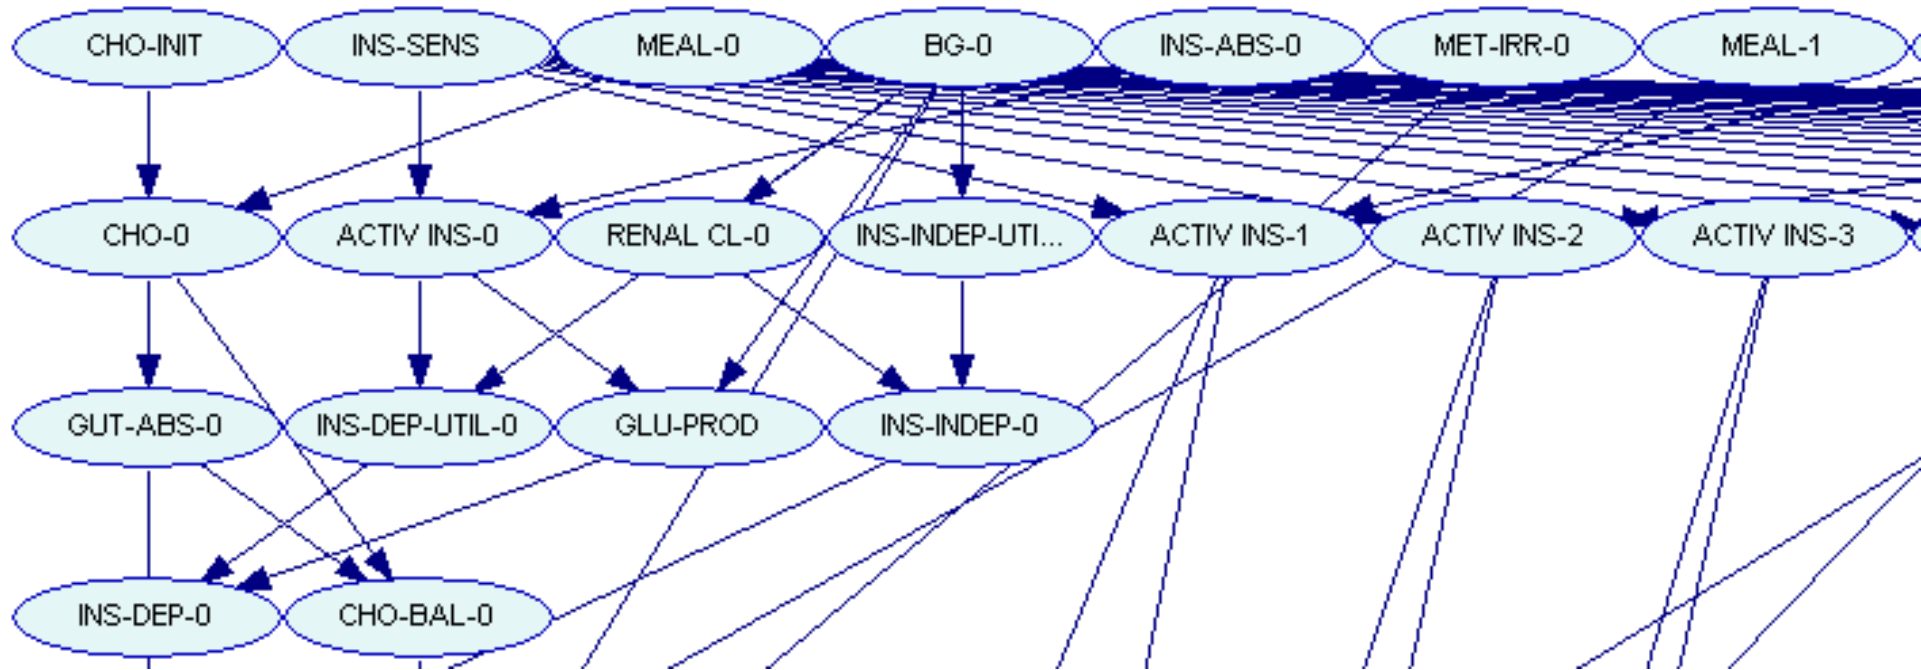 CHO-INIT
INS-SENS
MEAL-0
BG-0
INS-ABS-0
MET-IRR-0
MEAL-1
CHO-0
ACTIV INS-0
RENAL CL-0
INS-INDEP-UTI...
ACTIV INS-1
ACTIV INS-2
ACTIV INS-3
GUT-ABS-0
INS-DEP-UTIL-0
GLU-PROD
INS-INDEP-0
INS-DEP-0
CHO-BAL-0